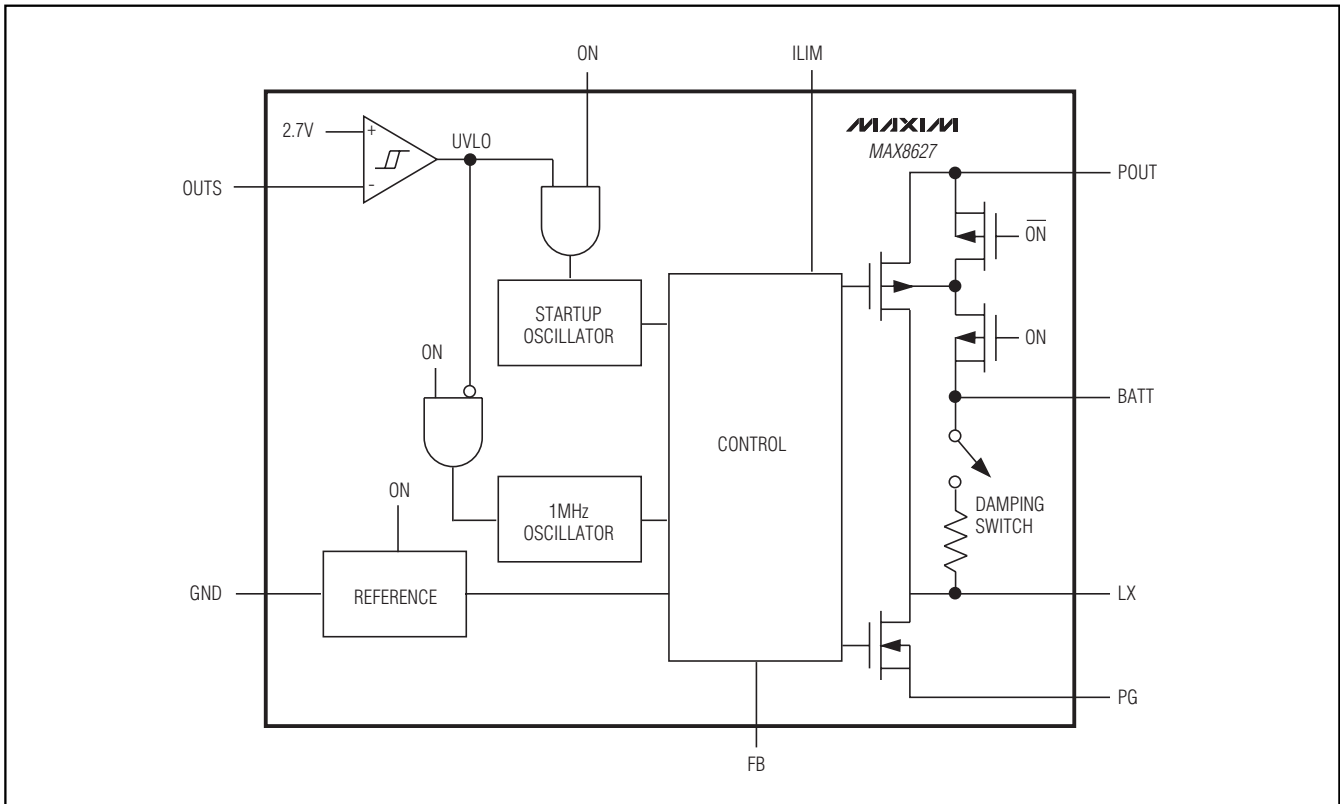 ON
ILIM
2.7V
+
UVLO
MAXIM
MAX8627
OUTS
-
POUT
O̅N̅
STARTUP
OSCILLATOR
ON
ON
BATT
CONTROL
ON
1MHz
OSCILLATOR
DAMPING
SWITCH
GND
REFERENCE
LX
PG
FB